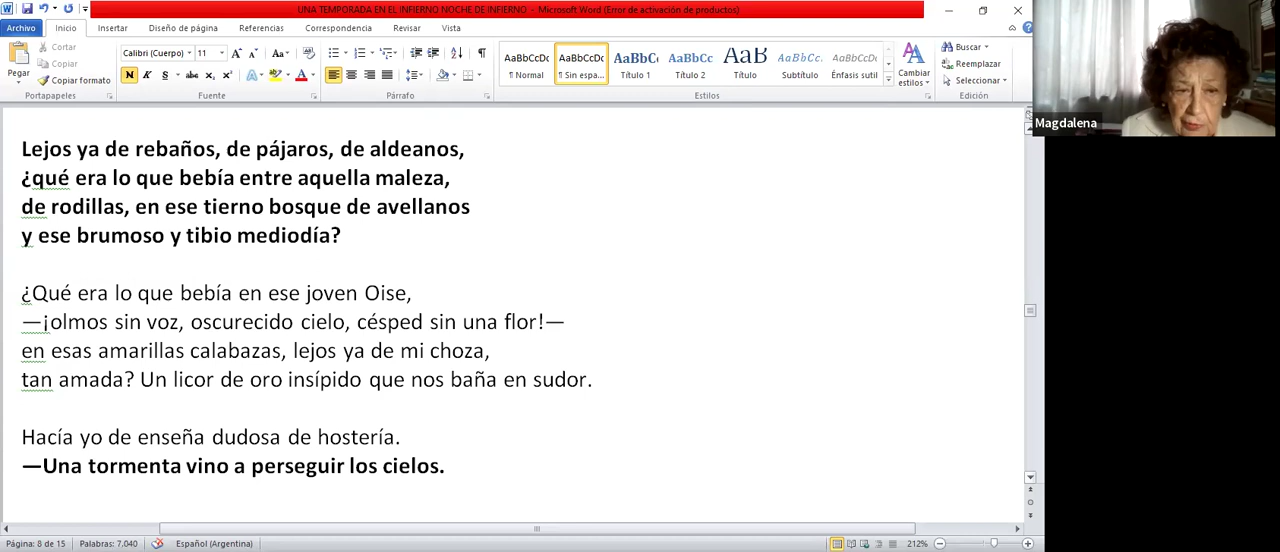 UNA TEMPORADA EN EL INFIERNO NOCHE DE INFIERNO - Microsoft Word (Error de activación de productos)
Archivo Inicio Insertar Diseño de página Referencias Correspondencia Revisar Vista
Pegar
Cortar
Copiar
Copiar formato
Portapapeles
Calibri (Cuerpo) 11
N K S abc x₂ x²
Fuente
Párrafo
AaBbCcDc AaBbCcDc AaBbC AaBbCc AaB AaBbCc. AaBbCcDc
¶ Normal ¶ Sin espa... Título 1 Título 2 Título Subtítulo Énfasis sutil
Cambiar estilos
Estilos
Buscar
Reemplazar
Seleccionar
Edición
Magdalena
Lejos ya de rebaños, de pájaros, de aldeanos,
¿qué era lo que bebía entre aquella maleza,
de rodillas, en ese tierno bosque de avellanos
y ese brumoso y tibio mediodía?
¿Qué era lo que bebía en ese joven Oise,
—¡olmos sin voz, oscurecido cielo, césped sin una flor!—
en esas amarillas calabazas, lejos ya de mi choza,
tan amada? Un licor de oro insípido que nos baña en sudor.
Hacía yo de enseña dudosa de hostería.
—Una tormenta vino a perseguir los cielos.
Página: 8 de 15 Palabras: 7.040 Español (Argentina) 212%